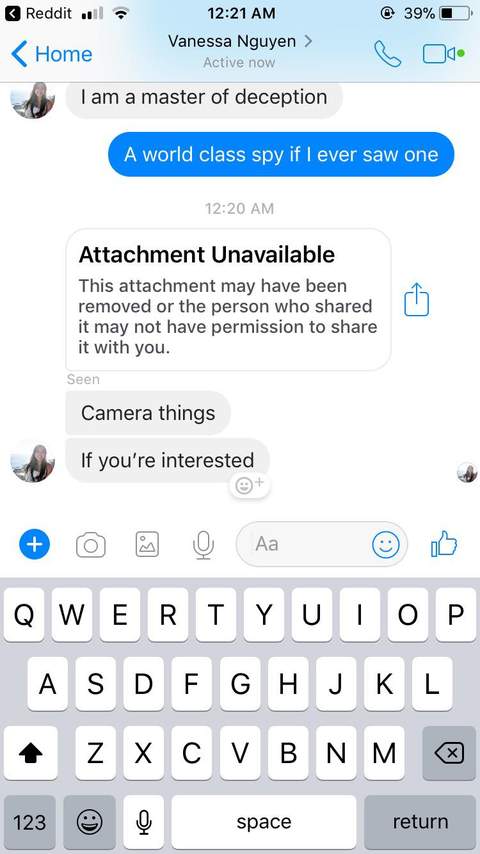 Reddit 12:21 AM 39%
Vanessa Nguyen
Home
Active now
I am a master of deception
A world class spy if I ever saw one
12:20 AM
Attachment Unavailable
This attachment may have been
removed or the person who shared
it may not have permission to share
it with you.
Seen
Camera things
If you’re interested
Aa
Q W E R T Y U I O P
A S D F G H J K L
Z X C V B N M
123 space return